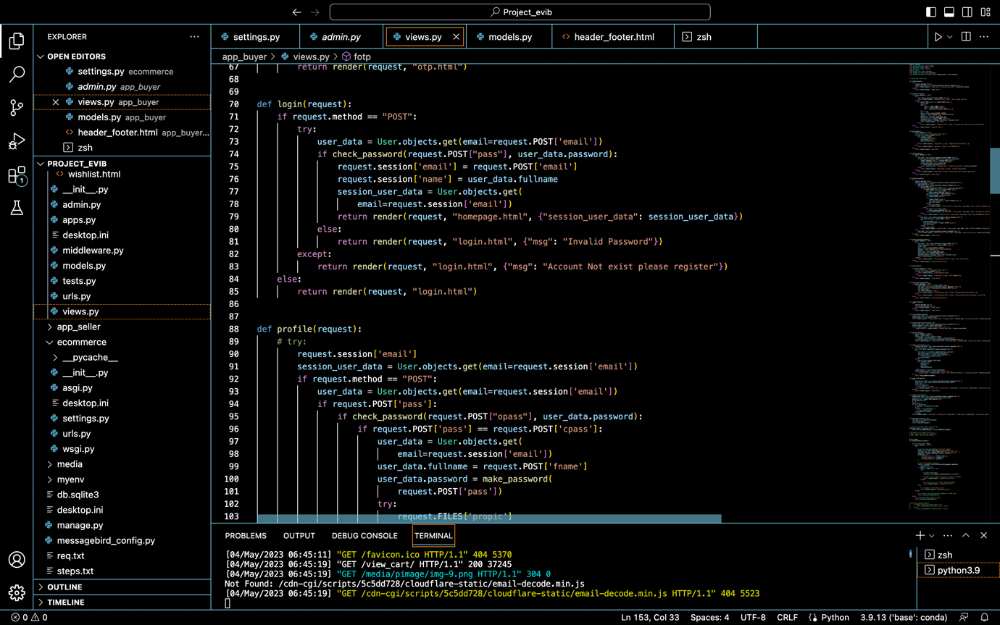 Project_evib
EXPLORER
OPEN EDITORS
settings.py ecommerce
admin.py app_buyer
views.py app_buyer
models.py app_buyer
header_footer.html app_buyer...
zsh
PROJECT_EVIB
wishlist.html
__init__.py
admin.py
apps.py
desktop.ini
middleware.py
models.py
tests.py
urls.py
views.py
app_seller
ecommerce
__pycache__
__init__.py
asgi.py
desktop.ini
settings.py
urls.py
wsgi.py
media
myenv
db.sqlite3
desktop.ini
manage.py
messagebird_config.py
req.txt
steps.txt
OUTLINE
TIMELINE
1
settings.py admin.py views.py models.py header_footer.html zsh
app_buyer > views.py > fotp
67 return render(request, "otp.html")
68
69
70 def login(request):
71 if request.method == "POST":
72 try:
73 user_data = User.objects.get(email=request.POST['email'])
74 if check_password(request.POST["pass"], user_data.password):
75 request.session['email'] = request.POST['email']
76 request.session['name'] = user_data.fullname
77 session_user_data = User.objects.get(
78 email=request.session['email'])
79 return render(request, "homepage.html", {"session_user_data": session_user_data})
80 else:
81 return render(request, "login.html", {"msg": "Invalid Password"})
82 except:
83 return render(request, "login.html", {"msg": "Account Not exist please register"})
84 else:
85 return render(request, "login.html")
86
87
88 def profile(request):
89 # try:
90 request.session['email']
91 session_user_data = User.objects.get(email=request.session['email'])
92 if request.method == "POST":
93 user_data = User.objects.get(email=request.session['email'])
94 if request.POST['pass']:
95 if check_password(request.POST["opass"], user_data.password):
96 if request.POST['pass'] == request.POST['cpass']:
97 user_data = User.objects.get(
98 email=request.session['email'])
99 user_data.fullname = request.POST['fname']
100 user_data.password = make_password(
101 request.POST['pass'])
102 try:
103 request.FILES['propic']
PROBLEMS OUTPUT DEBUG CONSOLE TERMINAL
[04/May/2023 06:45:11] "GET /favicon.ico HTTP/1.1" 404 5370
[04/May/2023 06:45:19] "GET /view_cart/ HTTP/1.1" 200 37245
[04/May/2023 06:45:19] "GET /media/pimage/img-9.png HTTP/1.1" 304 0
Not Found: /cdn-cgi/scripts/5c5dd728/cloudflare-static/email-decode.min.js
[04/May/2023 06:45:19] "GET /cdn-cgi/scripts/5c5dd728/cloudflare-static/email-decode.min.js HTTP/1.1" 404 5523
zsh
python3.9
0 0 Ln 153, Col 33 Spaces: 4 UTF-8 CRLF Python 3.9.13 ('base': conda)